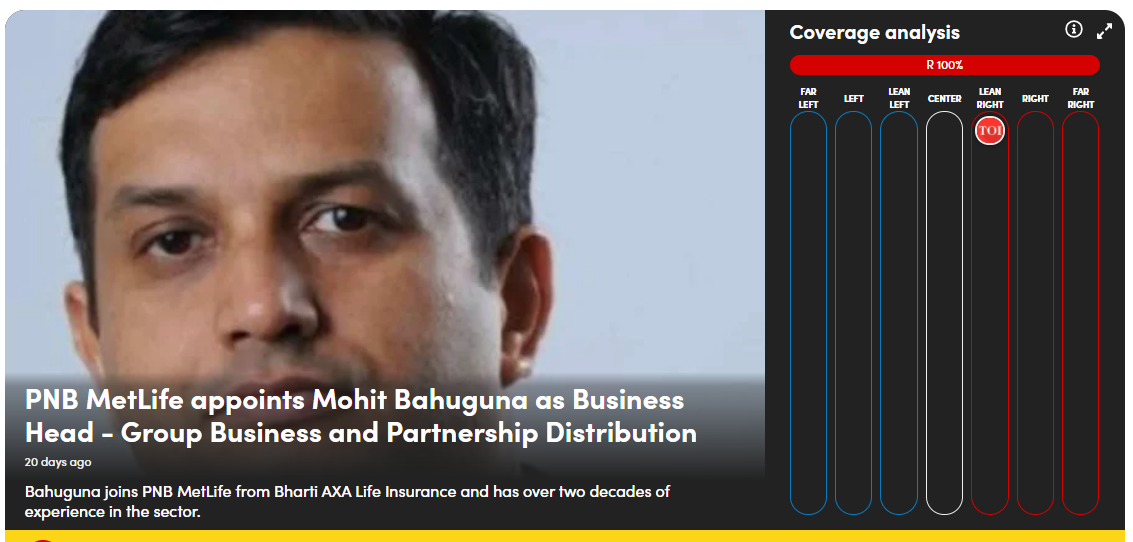 PNB MetLife appoints Mohit Bahuguna as Business
Head - Group Business and Partnership Distribution
20 days ago
Bahuguna joins PNB MetLife from Bharti AXA Life Insurance and has over two decades of
experience in the sector.
Coverage analysis
R 100%
FAR
LEFT
LEFT
LEAN
LEFT
CENTER
LEAN
RIGHT
RIGHT
FAR
RIGHT
TOI